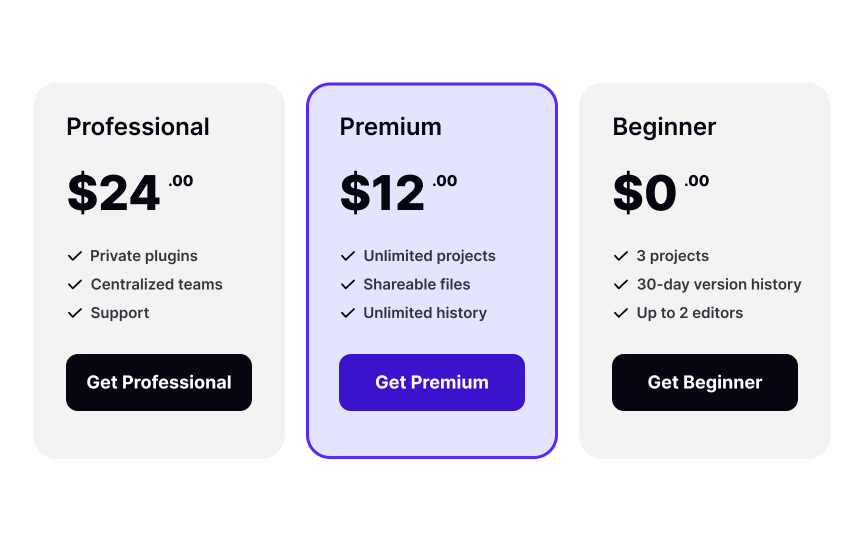 Professional
$24 .00
Private plugins
Centralized teams
Support
Get Professional
Premium
$12 .00
Unlimited projects
Shareable files
Unlimited history
Get Premium
Beginner
$0 .00
3 projects
30-day version history
Up to 2 editors
Get Beginner